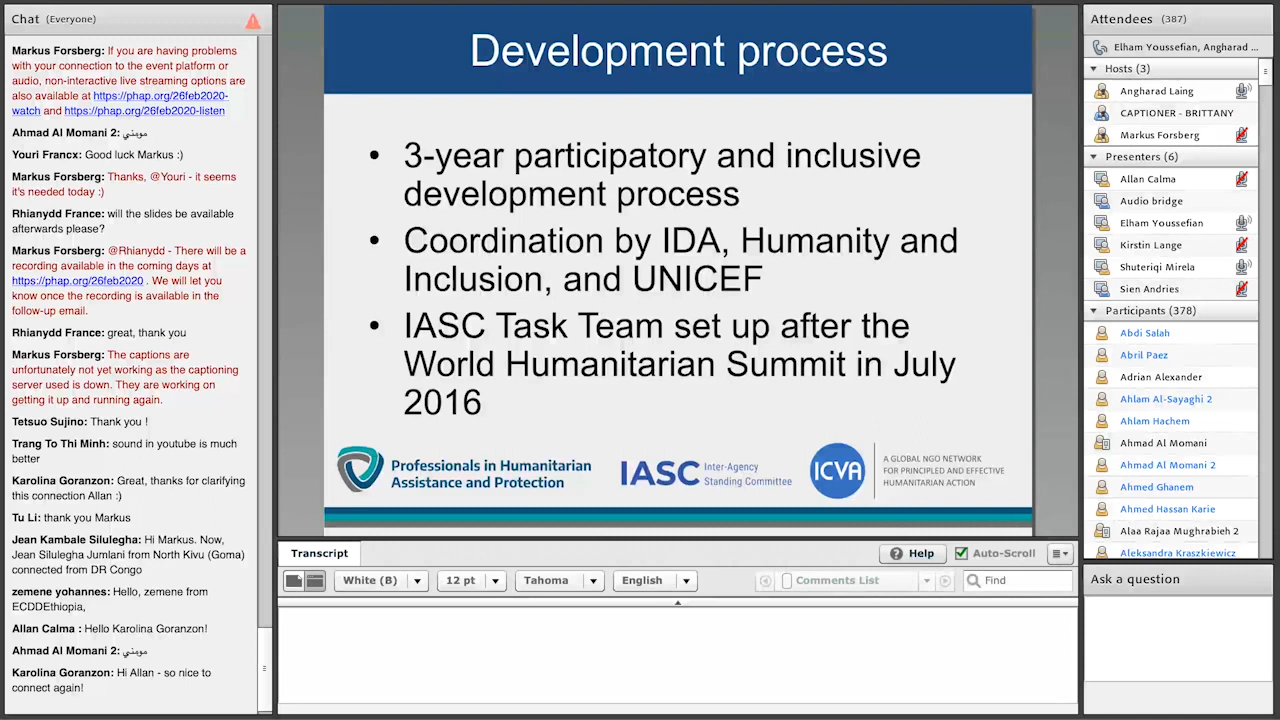 Chat (Everyone)
Markus Forsberg: If you are having problems
with your connection to the event platform or
audio, non-interactive live streaming options are
also available at https://phap.org/26feb2020-
watch and https://phap.org/26feb2020-listen
Ahmad Al Momani 2: مومني
Youri Francx: Good luck Markus :)
Markus Forsberg: Thanks, @Youri - it seems
it's needed today :)
Rhianydd France: will the slides be available
afterwards please?
Markus Forsberg: @Rhianydd - There will be a
recording available in the coming days at
https://phap.org/26feb2020 . We will let you
know once the recording is available in the
follow-up email.
Rhianydd France: great, thank you
Markus Forsberg: The captions are
unfortunately not yet working as the captioning
server used is down. They are working on
getting it up and running again.
Tetsuo Sujino: Thank you !
Trang To Thi Minh: sound in youtube is much
better
Karolina Goranzon: Great, thanks for clarifying
this connection Allan :)
Tu Li: thank you Markus
Jean Kambale Silulegha: Hi Markus. Now,
Jean Silulegha Jumlani from North Kivu (Goma)
connected from DR Congo
zemene yohannes: Hello, zemene from
ECDDEthiopia,
Allan Calma : Hello Karolina Goranzon!
Ahmad Al Momani 2: مومني
Karolina Goranzon: Hi Allan - so nice to
connect again!
Development process
• 3-year participatory and inclusive
development process
• Coordination by IDA, Humanity and
Inclusion, and UNICEF
• IASC Task Team set up after the
World Humanitarian Summit in July
2016
Professionals in Humanitarian
Assistance and Protection
IASC Inter-Agency
Standing Committee
ICVA
A GLOBAL NGO NETWORK
FOR PRINCIPLED AND EFFECTIVE
HUMANITARIAN ACTION
Transcript
Help
Auto-Scroll
White (B)
12 pt
Tahoma
English
Comments List
Find
Attendees (387)
Elham Youssefian, Angharad ...
Hosts (3)
Angharad Laing
CAPTIONER - BRITTANY
Markus Forsberg
Presenters (6)
Allan Calma
Audio bridge
Elham Youssefian
Kirstin Lange
Shuteriqi Mirela
Sien Andries
Participants (378)
Abdi Salah
Abril Paez
Adrian Alexander
Ahlam Al-Sayaghi 2
Ahlam Hachem
Ahmad Al Momani
Ahmad Al Momani 2
Ahmed Ghanem
Ahmed Hassan Karie
Alaa Rajaa Mughrabieh 2
Aleksandra Kraszkiewicz
Ask a question